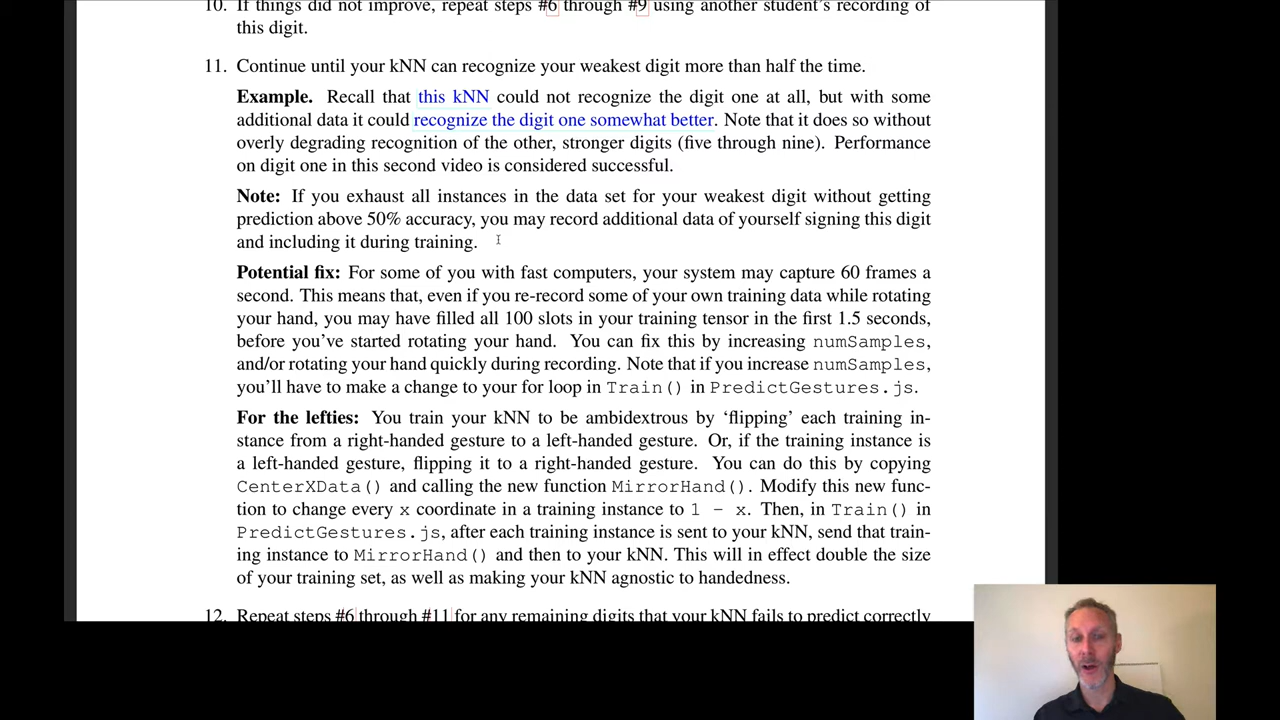 10. If things did not improve, repeat steps #6 through #9 using another student's recording of
this digit.
11. Continue until your kNN can recognize your weakest digit more than half the time.
Example. Recall that this kNN could not recognize the digit one at all, but with some
additional data it could recognize the digit one somewhat better. Note that it does so without
overly degrading recognition of the other, stronger digits (five through nine). Performance
on digit one in this second video is considered successful.
Note: If you exhaust all instances in the data set for your weakest digit without getting
prediction above 50% accuracy, you may record additional data of yourself signing this digit
and including it during training.
Potential fix: For some of you with fast computers, your system may capture 60 frames a
second. This means that, even if you re-record some of your own training data while rotating
your hand, you may have filled all 100 slots in your training tensor in the first 1.5 seconds,
before you've started rotating your hand. You can fix this by increasing numSamples,
and/or rotating your hand quickly during recording. Note that if you increase numSamples,
you'll have to make a change to your for loop in Train() in PredictGestures.js.
For the lefties: You train your kNN to be ambidextrous by 'flipping' each training in-
stance from a right-handed gesture to a left-handed gesture. Or, if the training instance is
a left-handed gesture, flipping it to a right-handed gesture. You can do this by copying
CenterXData() and calling the new function MirrorHand(). Modify this new func-
tion to change every x coordinate in a training instance to 1 - x. Then, in Train() in
PredictGestures.js, after each training instance is sent to your kNN, send that train-
ing instance to MirrorHand() and then to your kNN. This will in effect double the size
of your training set, as well as making your kNN agnostic to handedness.
12. Repeat steps #6 through #11 for any remaining digits that your kNN fails to predict correctly